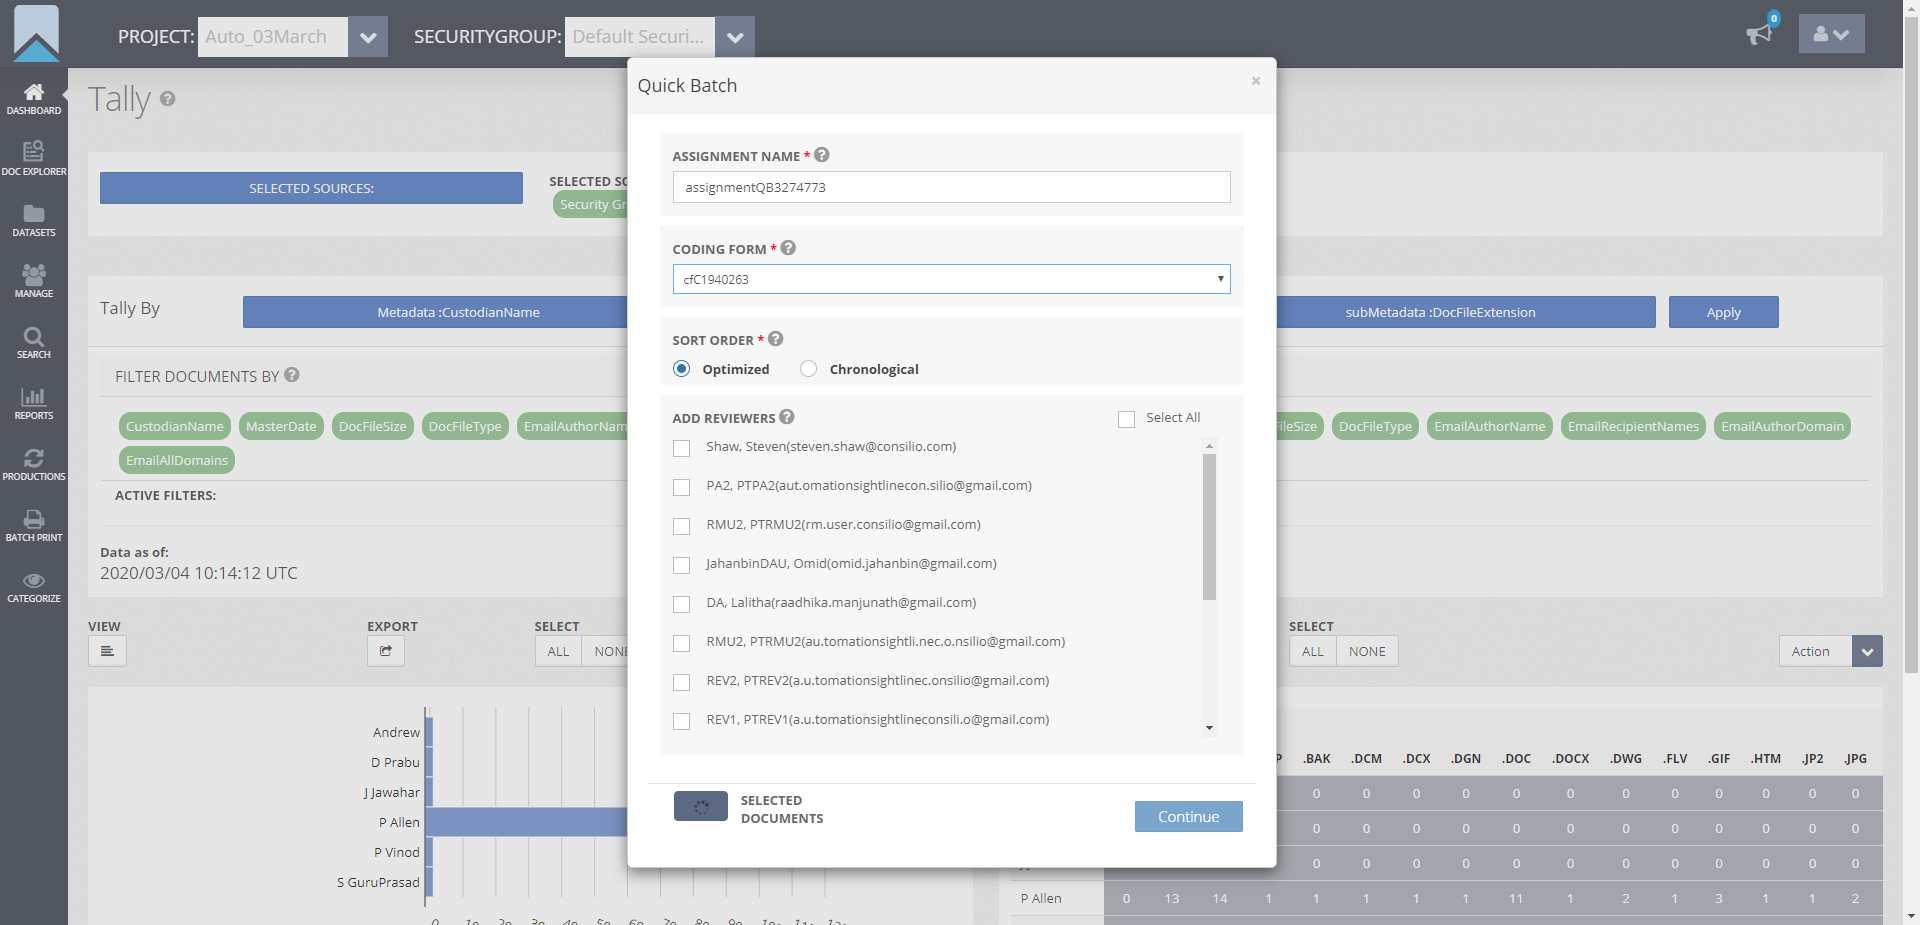 PROJECT: Auto_03March SECURITYGROUP: Default Securi... 0
DASHBOARD
DOC EXPLORER
DATASETS
MANAGE
SEARCH
REPORTS
PRODUCTIONS
BATCH PRINT
CATEGORIZE
Tally
SELECTED SOURCES:
Tally By Metadata :CustodianName
subMetadata :DocFileExtension Apply
FILTER DOCUMENTS BY
CustodianName MasterDate DocFileSize DocFileType
DocFileType EmailAuthorName EmailRecipientNames EmailAuthorDomain
EmailAllDomains
ACTIVE FILTERS:
Data as of:
2020/03/04 10:14:12 UTC
VIEW EXPORT SELECT
ALL
SELECT
ALL NONE Action
Andrew
D Prabu
J Jawahar
P Allen
P Vinod
S GuruPrasad
Quick Batch ×
ASSIGNMENT NAME *
assignmentQB3274773
CODING FORM *
cfC1940263
SORT ORDER *
Optimized Chronological
ADD REVIEWERS Select All
Shaw, Steven(steven.shaw@consilio.com)
PA2, PTPA2(aut.omationsightlinecon.silio@gmail.com)
RMU2, PTRMU2(rm.user.consilio@gmail.com)
JahanbinDAU, Omid(omid.jahanbin@gmail.com)
DA, Lalitha(raadhika.manjunath@gmail.com)
RMU2, PTRMU2(au.tomationsightli.nec.o.nsilio@gmail.com)
REV2, PTREV2(a.u.tomationsightlinec.onsilio@gmail.com)
REV1, PTREV1(a.u.tomationsightlineconsili.o@gmail.com)
SELECTED
DOCUMENTS
Continue
.BAK .DCM .DCX .DGN .DOC .DOCX .DWG .FLV .GIF .HTM .JP2 .JPG
0 0 0 0 0 0 0 0 0 0 0 0
0 0 0 0 0 0 0 0 0 0 0 0
0 0 0 0 0 0 0 0 0 0 0 0
P Allen 0 13 14 1 1 1 1 1 11 1 2 1 3 1 1 2